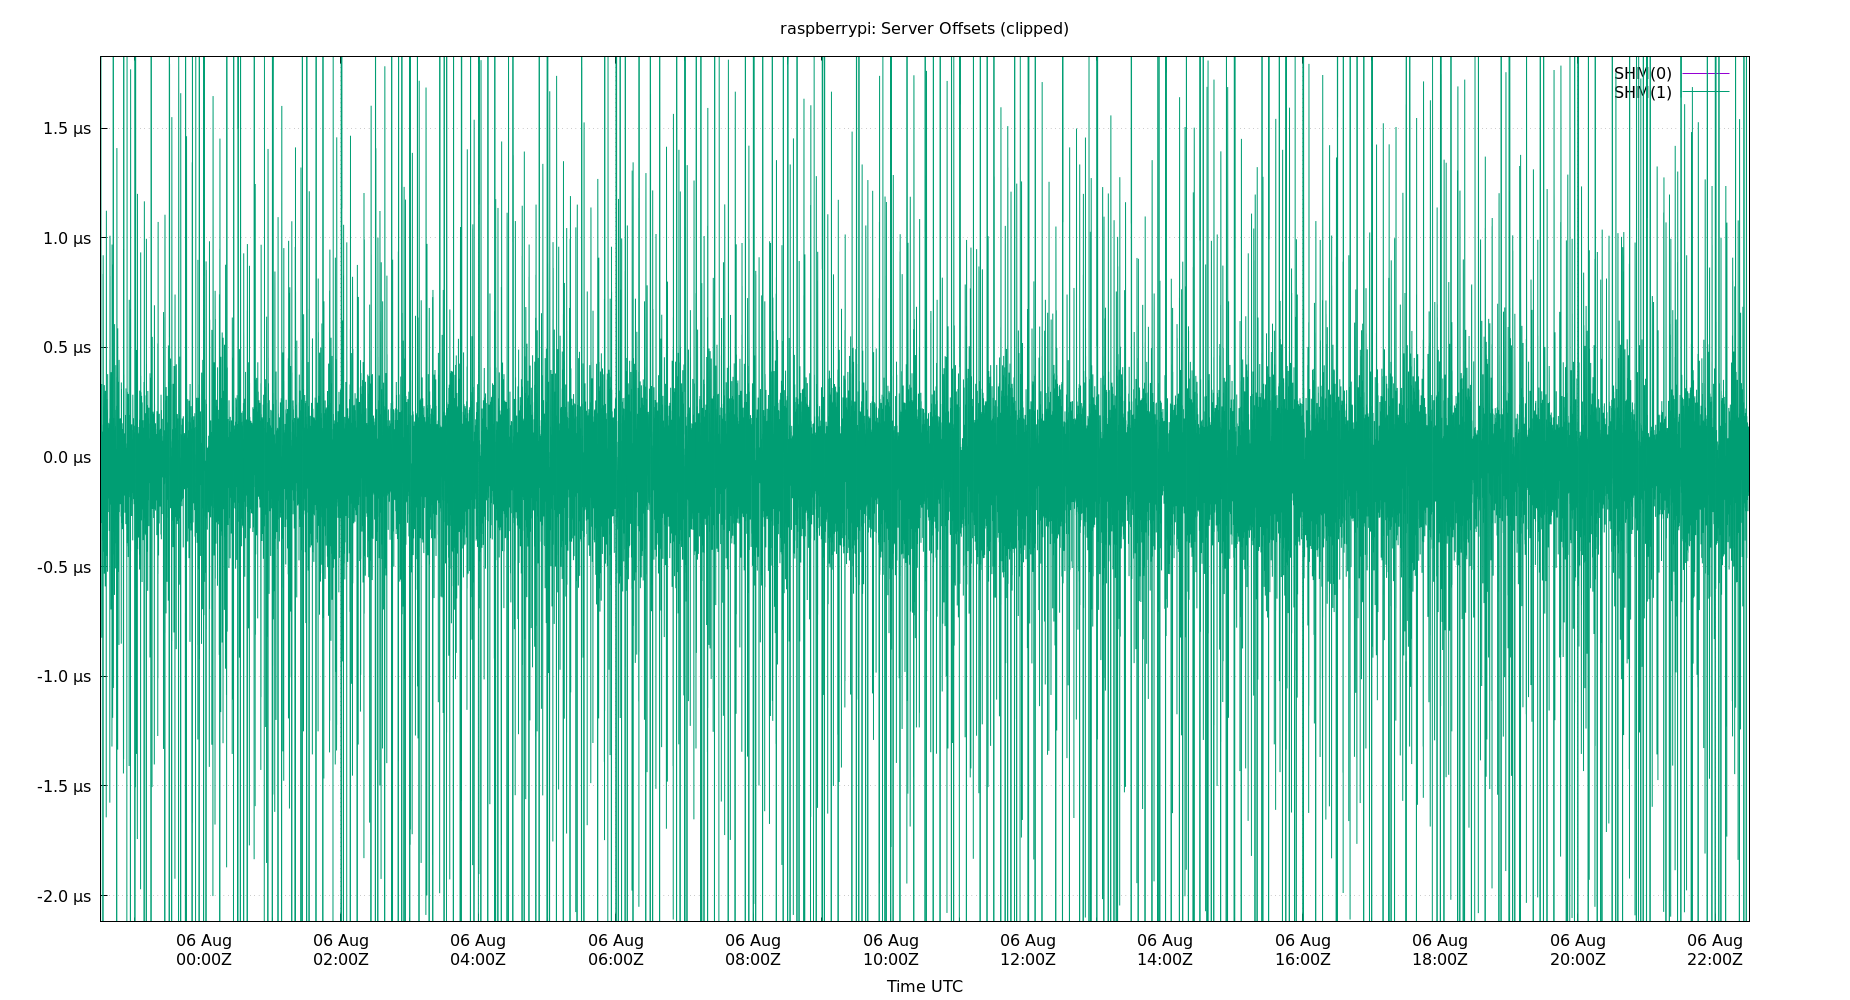 raspberrypi: Server Offsets (clipped)
SHM(0)
SHM(1)
1.5 µs
1.0 µs
0.5 µs
0.0 µs
-0.5 µs
-1.0 µs
-1.5 µs
-2.0 µs
06 Aug 06 Aug 06 Aug 06 Aug 06 Aug 06 Aug 06 Aug 06 Aug 06 Aug 06 Aug 06 Aug 06 Aug
00:00Z 02:00Z 04:00Z 06:00Z 08:00Z 10:00Z 12:00Z 14:00Z 16:00Z 18:00Z 20:00Z 22:00Z
Time UTC